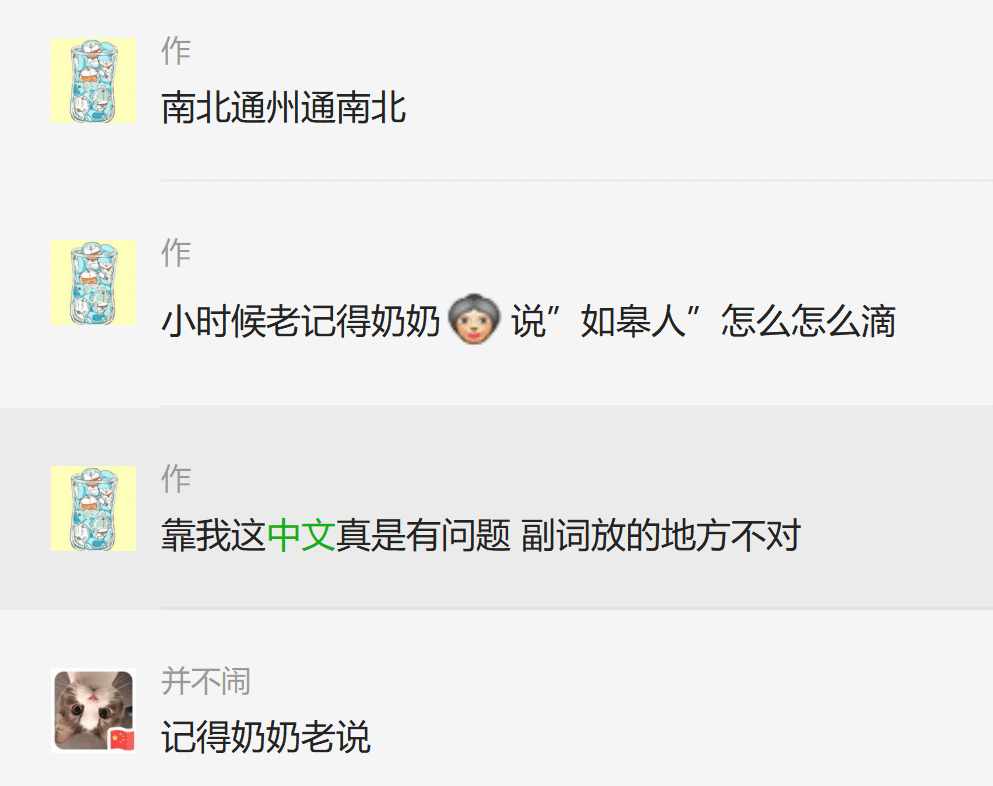 作
南北通州通南北
作
小时候老记得奶奶👵说”如皋人”怎么怎么滴
作
靠我这中文真是有问题 副词放的地方不对
并不闹
记得奶奶老说